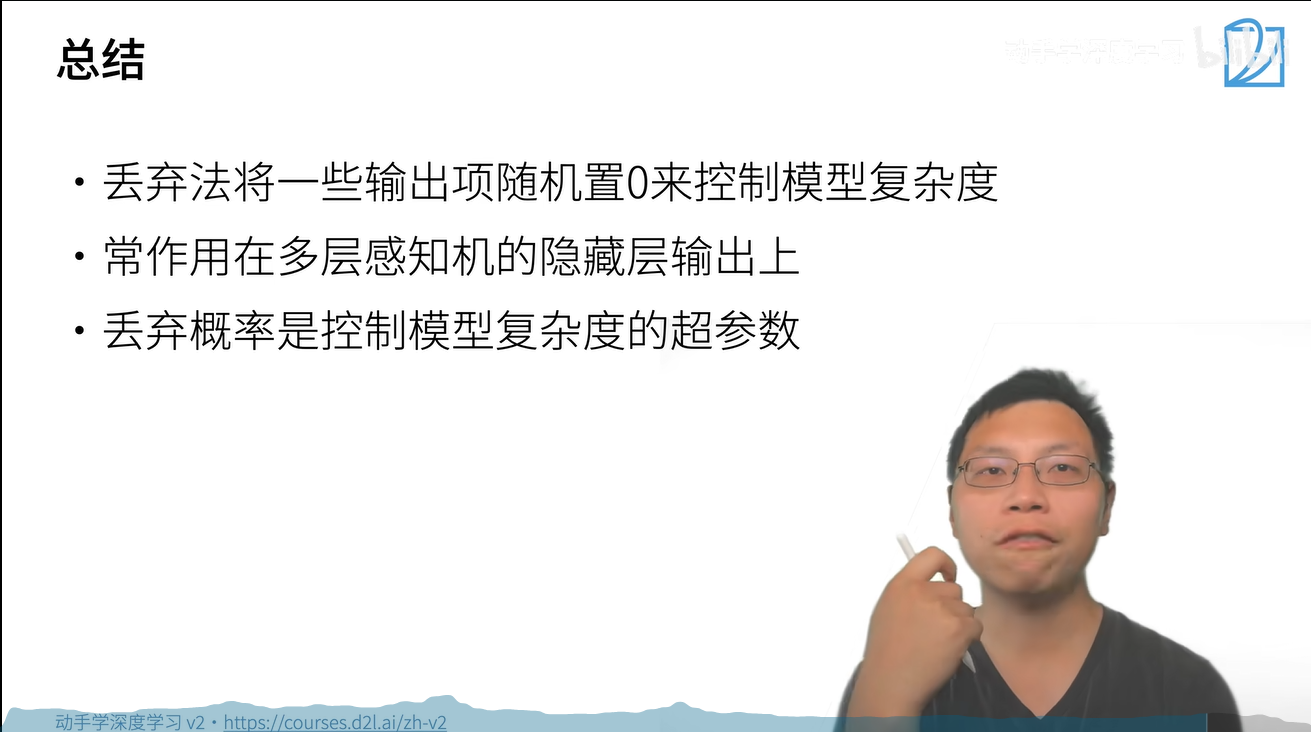 总结
动手学深度学习 bilibili
• 丢弃法将一些输出项随机置0来控制模型复杂度
• 常作用在多层感知机的隐藏层输出上
• 丢弃概率是控制模型复杂度的超参数
动手学深度学习 v2 • https://courses.d2l.ai/zh-v2